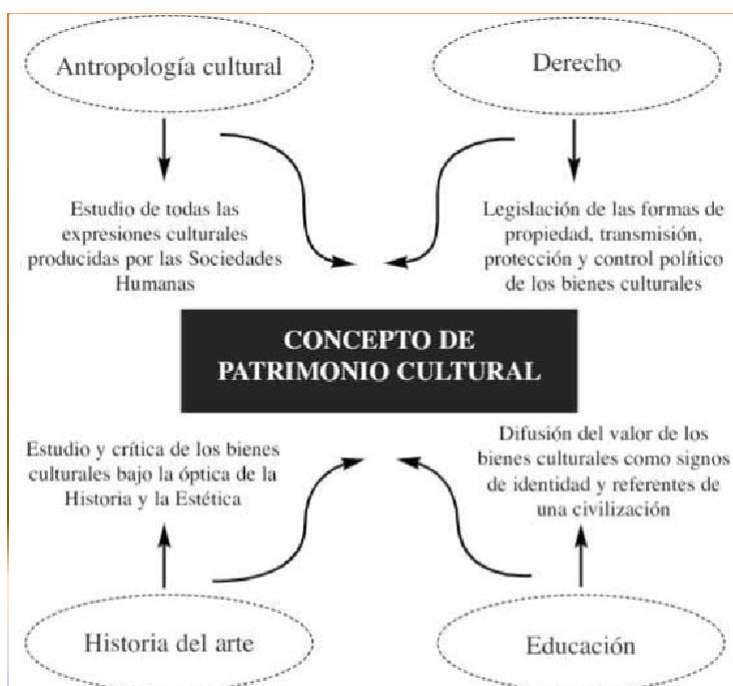 Antropología cultural
Derecho
Estudio de todas las
expresiones culturales
producidas por las Sociedades
Humanas
Legislación de las formas de
propiedad, transmisión,
protección y control político
de los bienes culturales
CONCEPTO DE
PATRIMONIO CULTURAL
Estudio y crítica de los bienes
culturales bajo la óptica de la
Historia y la Estética
Difusión del valor de los
bienes culturales como signos
de identidad y referentes de
una civilización
Historia del arte
Educación